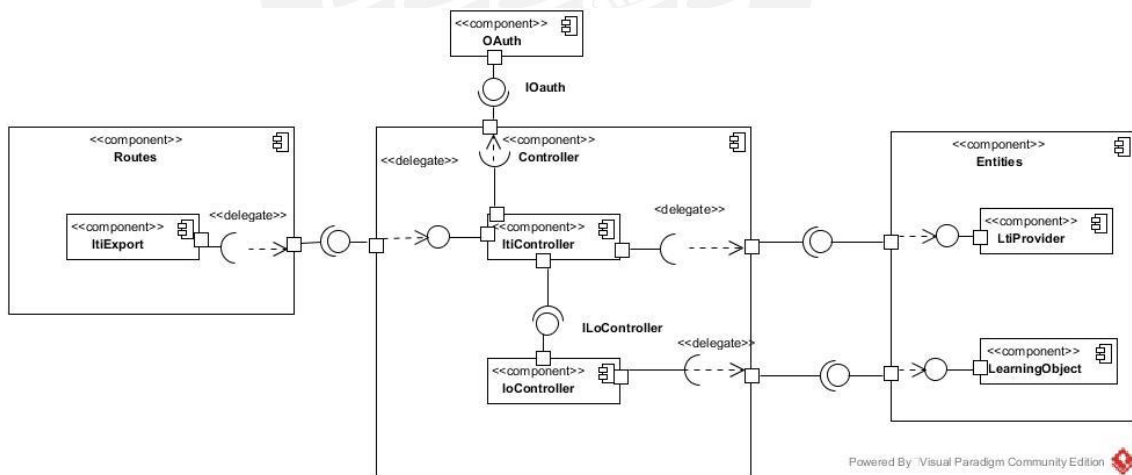 <<component>>
OAuth
IOauth
<<component>>
Routes
<<delegate>>
<<component>>
Controller
<<component>>
Entities
<<component>>
ltiExport
<<delegate>>
<<component>>
ltiController
<delegate>>
<<component>>
LtiProvider
ILoController
<<delegate>>
<<component>>
loController
<<component>>
LearningObject
Powered By Visual Paradigm Community Edition